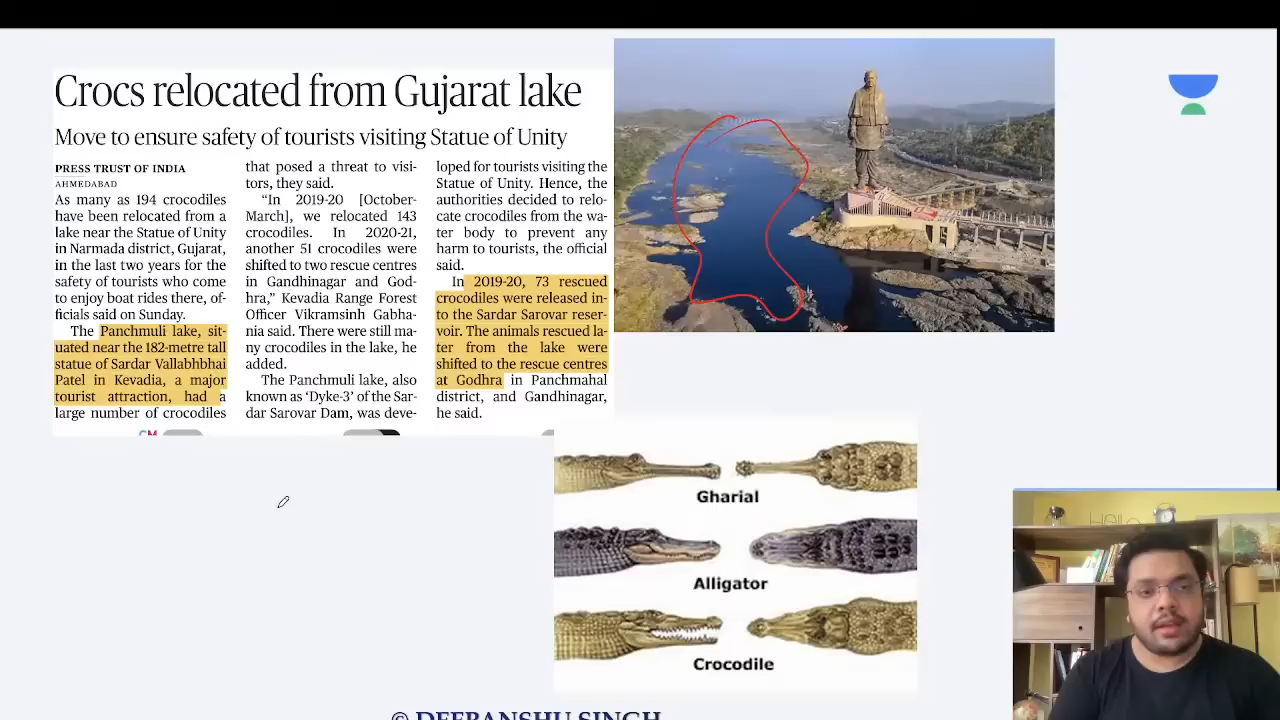 Crocs relocated from Gujarat lake
Move to ensure safety of tourists visiting Statue of Unity
PRESS TRUST OF INDIA
AHMEDABAD
As many as 194 crocodiles
have been relocated from a
lake near the Statue of Unity
in Narmada district, Gujarat,
in the last two years for the
safety of tourists who come
to enjoy boat rides there, of-
ficials said on Sunday.
The Panchmuli lake, sit-
uated near the 182-metre tall
statue of Sardar Vallabhbhai
Patel in Kevadia, a major
tourist attraction, had a
large number of crocodiles
that posed a threat to visi-
tors, they said.
“In 2019-20 [October-
March], we relocated 143
crocodiles. In 2020-21,
another 51 crocodiles were
shifted to two rescue centres
in Gandhinagar and God-
hra,” Kevadia Range Forest
Officer Vikramsinh Gabha-
nia said. There were still ma-
ny crocodiles in the lake, he
added.
The Panchmuli lake, also
known as ‘Dyke-3’ of the Sar-
dar Sarovar Dam, was deve-
loped for tourists visiting the
Statue of Unity. Hence, the
authorities decided to relo-
cate crocodiles from the wa-
ter body to prevent any
harm to tourists, the official
said.
In 2019-20, 73 rescued
crocodiles were released in-
to the Sardar Sarovar reser-
voir. The animals rescued la-
ter from the lake were
shifted to the rescue centres
at Godhra in Panchmahal
district, and Gandhinagar,
he said.
Gharial
Alligator
Crocodile
© DEEPANSHU SINGH